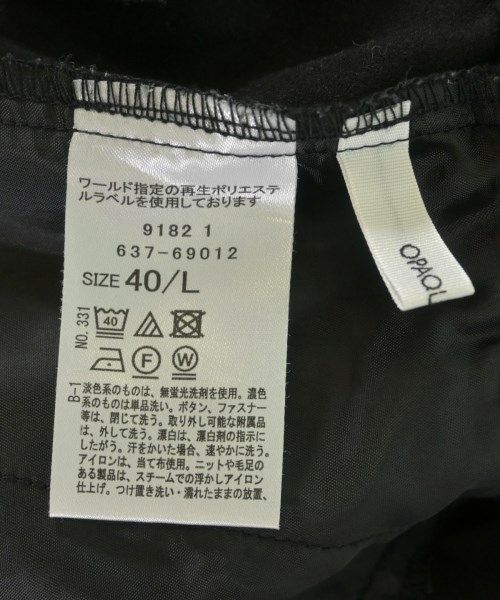 ワールド指定の再生ポリエステ
ルラベルを使用しております
9182 1
637-69012
SIZE 40/L
NO. 331
40
F
W
B-1
淡色系のものは、無蛍光洗剤を使用。濃色
系のものは単品洗い。ボタン、ファスナー
等は、閉じて洗う。取り外し可能な附属品
は、外して洗う。漂白は、漂白剤の指示に
したがう。汗をかいた場合、速やかに洗う。
アイロンは、当て布使用。ニットや毛足の
ある製品は、スチームでの浮かしアイロン
仕上げ。つけ置き洗い・濡れたままの放置、
OPAQU